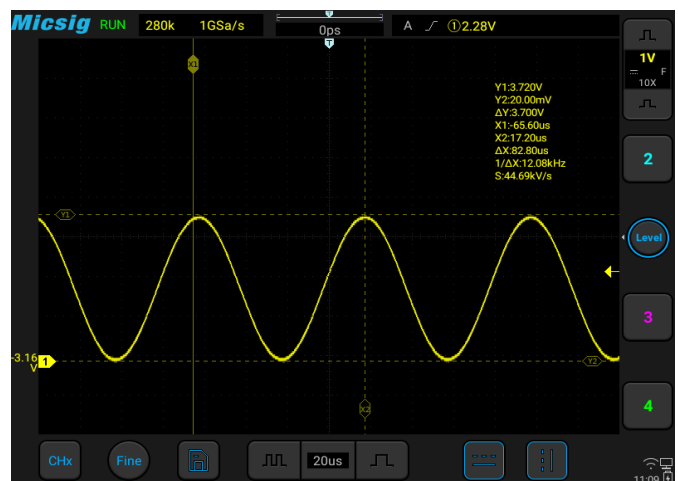 Micsig RUN 280k 1GSa/s 0ps A ①2.28V
T
T
X1
1V
F
10X
Y1:3.720V
Y2:20.00mV
ΔY:3.700V
X1:-65.60us
X2:17.20us
ΔX:82.80us
1/ΔX:12.08kHz
S:44.69kV/s
2
Y1
Level
3
-3.16
V
1
Y2
X2
4
CHx Fine 20us
11:09